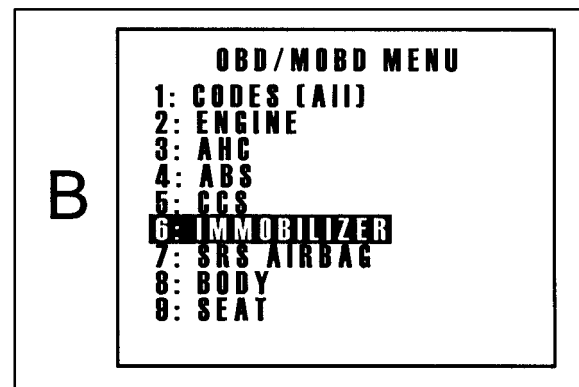 OBD/MOBD MENU
1: CODES (All)
2: ENGINE
3: AHC
4: ABS
B
5: CCS
6: IMMOBILIZER
7: SRS AIRBAG
8: BODY
9: SEAT